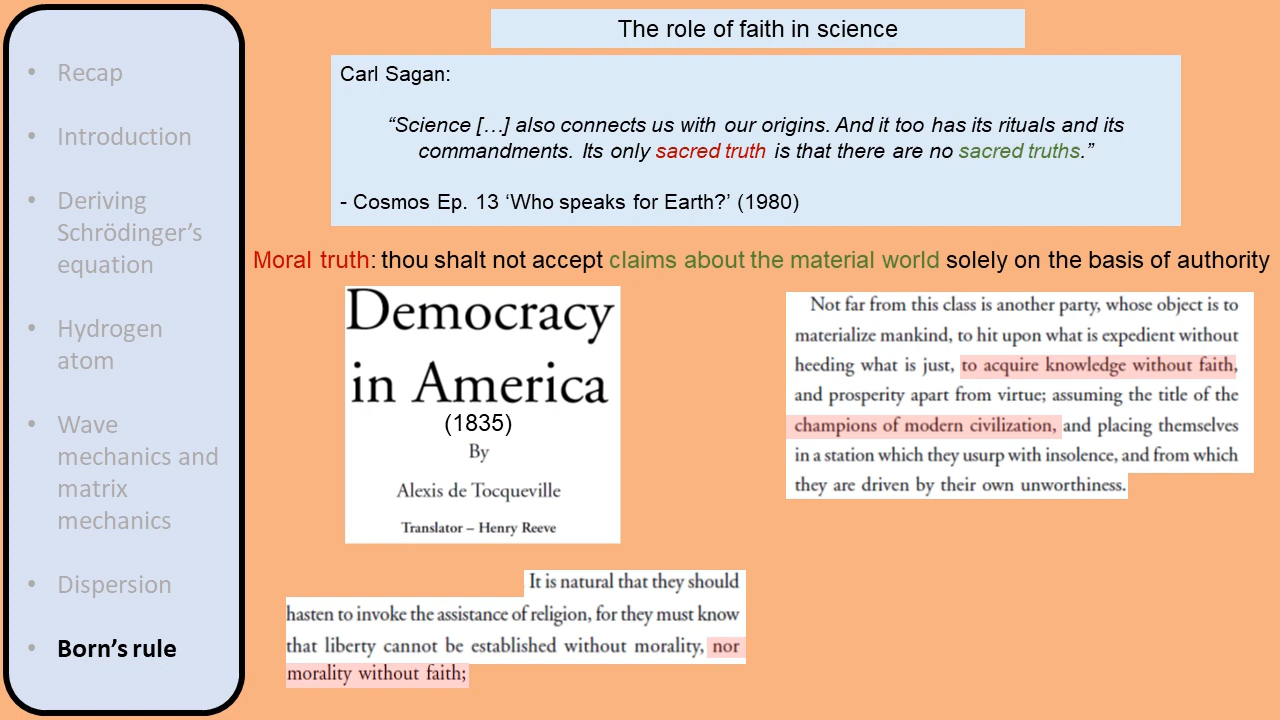 • Recap
• Introduction
• Deriving
Schrödinger's
equation
• Hydrogen
atom
• Wave
mechanics and
matrix
mechanics
• Dispersion
• Born's rule
The role of faith in science
Carl Sagan:
“Science […] also connects us with our origins. And it too has its rituals and its
commandments. Its only sacred truth is that there are no sacred truths.”
- Cosmos Ep. 13 ‘Who speaks for Earth?’ (1980)
Moral truth: thou shalt not accept claims about the material world solely on the basis of authority
Democracy
in America
(1835)
By
Alexis de Tocqueville
Translator – Henry Reeve
Not far from this class is another party, whose object is to
materialize mankind, to hit upon what is expedient without
heeding what is just, to acquire knowledge without faith,
and prosperity apart from virtue; assuming the title of the
champions of modern civilization, and placing themselves
in a station which they usurp with insolence, and from which
they are driven by their own unworthiness.
It is natural that they should
hasten to invoke the assistance of religion, for they must know
that liberty cannot be established without morality, nor
morality without faith;